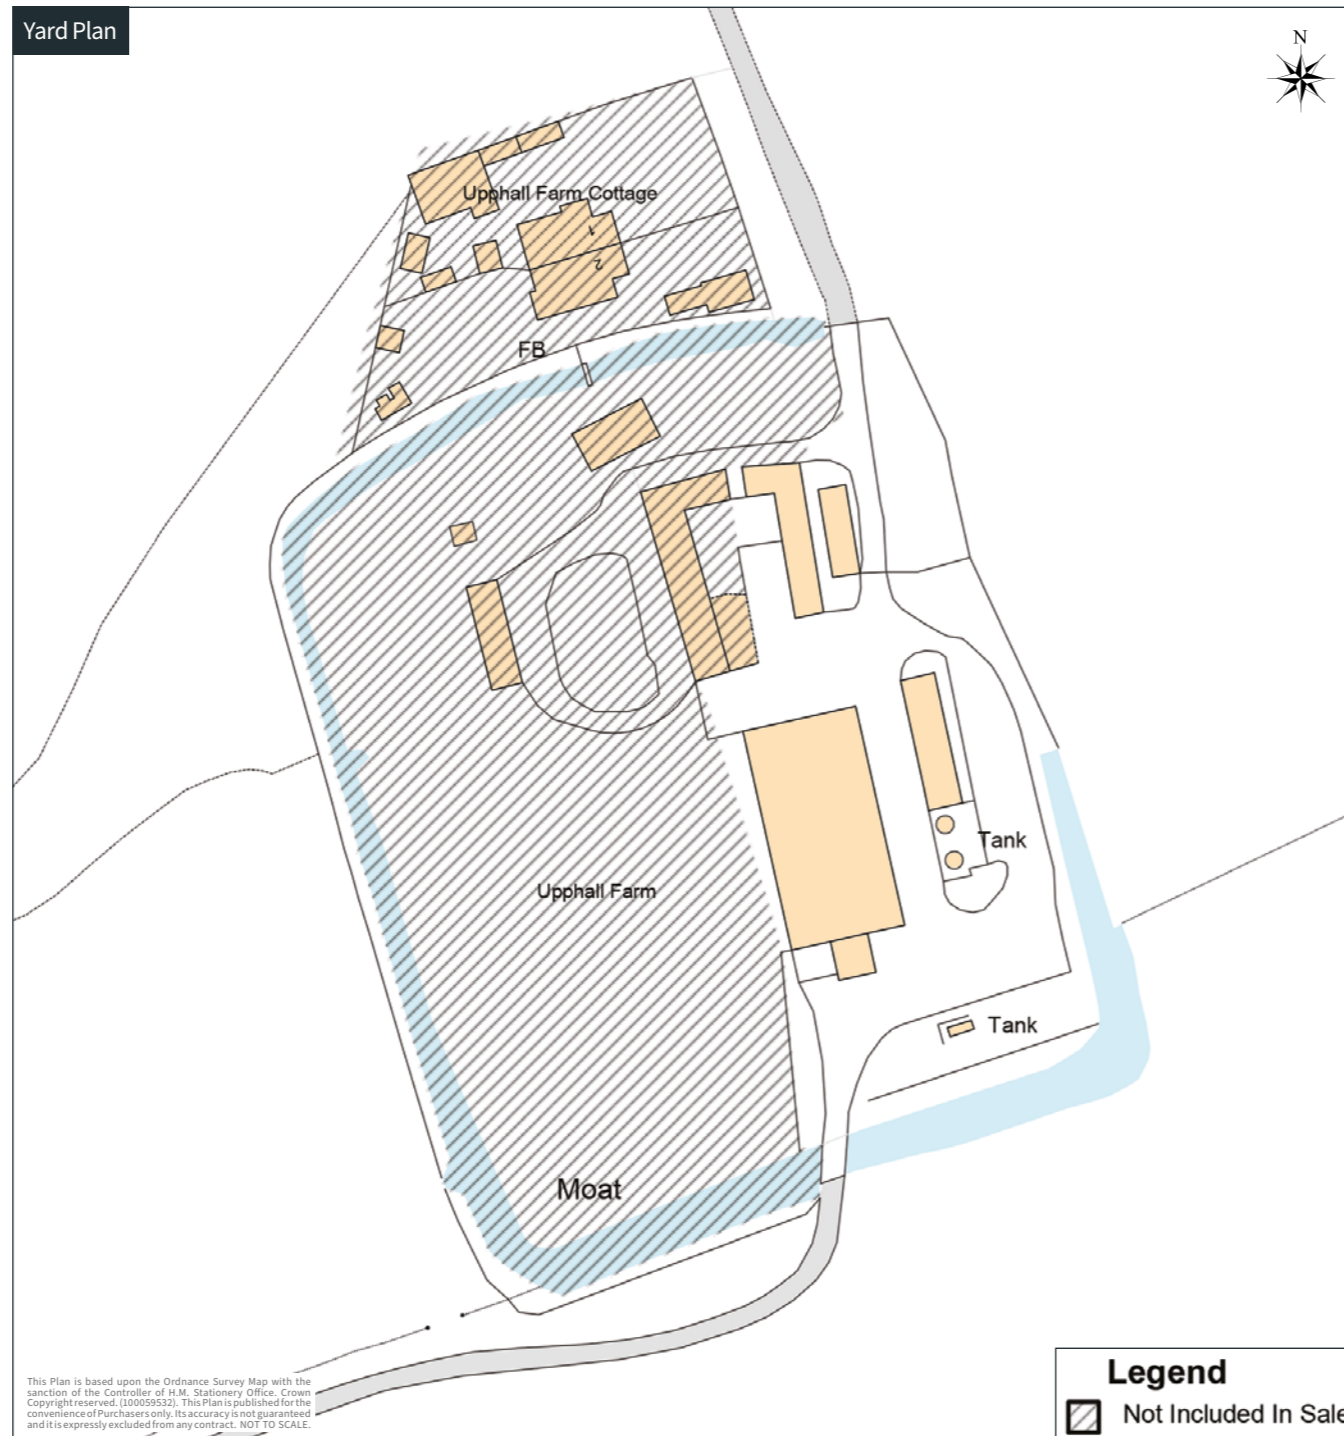 Yard Plan
N
Upphall Farm Cottage
1
2
FB
Tank
Upphall Farm
Tank
Moat
This Plan is based upon the Ordnance Survey Map with the
sanction of the Controller of H.M. Stationery Office. Crown
Copyright reserved. (100059532). This Plan is published for the
convenience of Purchasers only. Its accuracy is not guaranteed
and it is expressly excluded from any contract. NOT TO SCALE.
Legend
Not Included In Sale